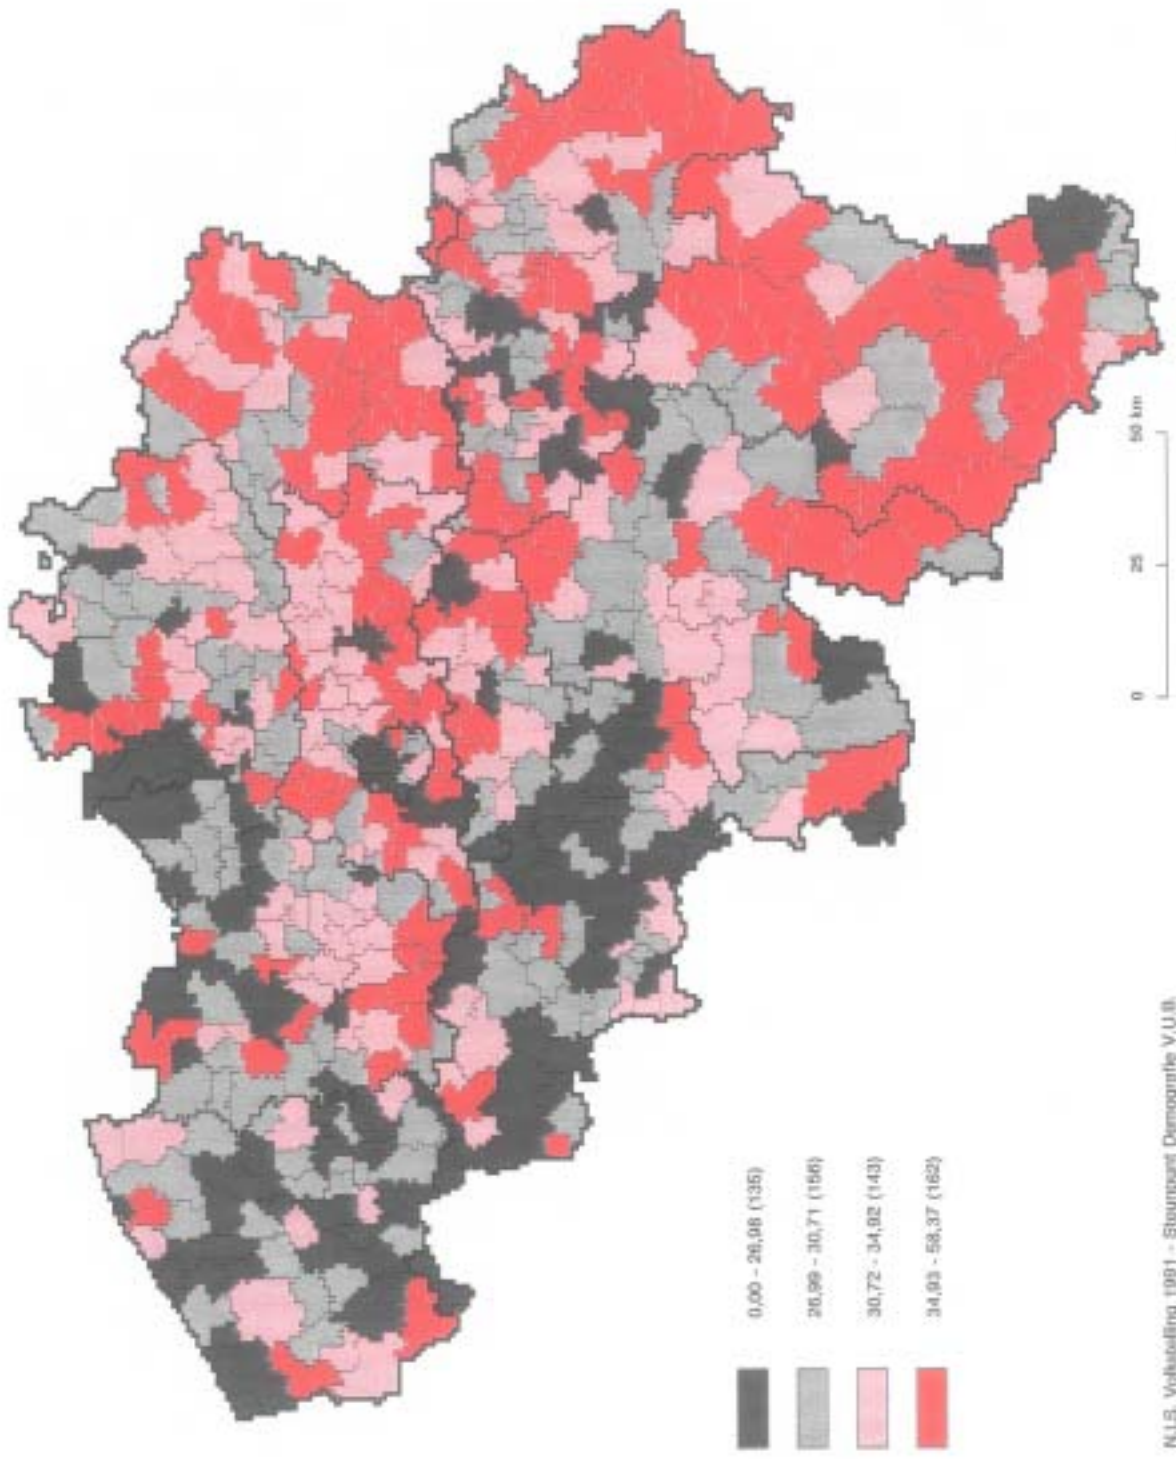 0,00 - 26,98 (135)
26,99 - 30,71 (156)
30,72 - 34,92 (143)
34,93 - 58,37 (162)
0 25 50 km
N.I.S. Volkstelling 1991 - Steunpunt Demografie V.U.B.